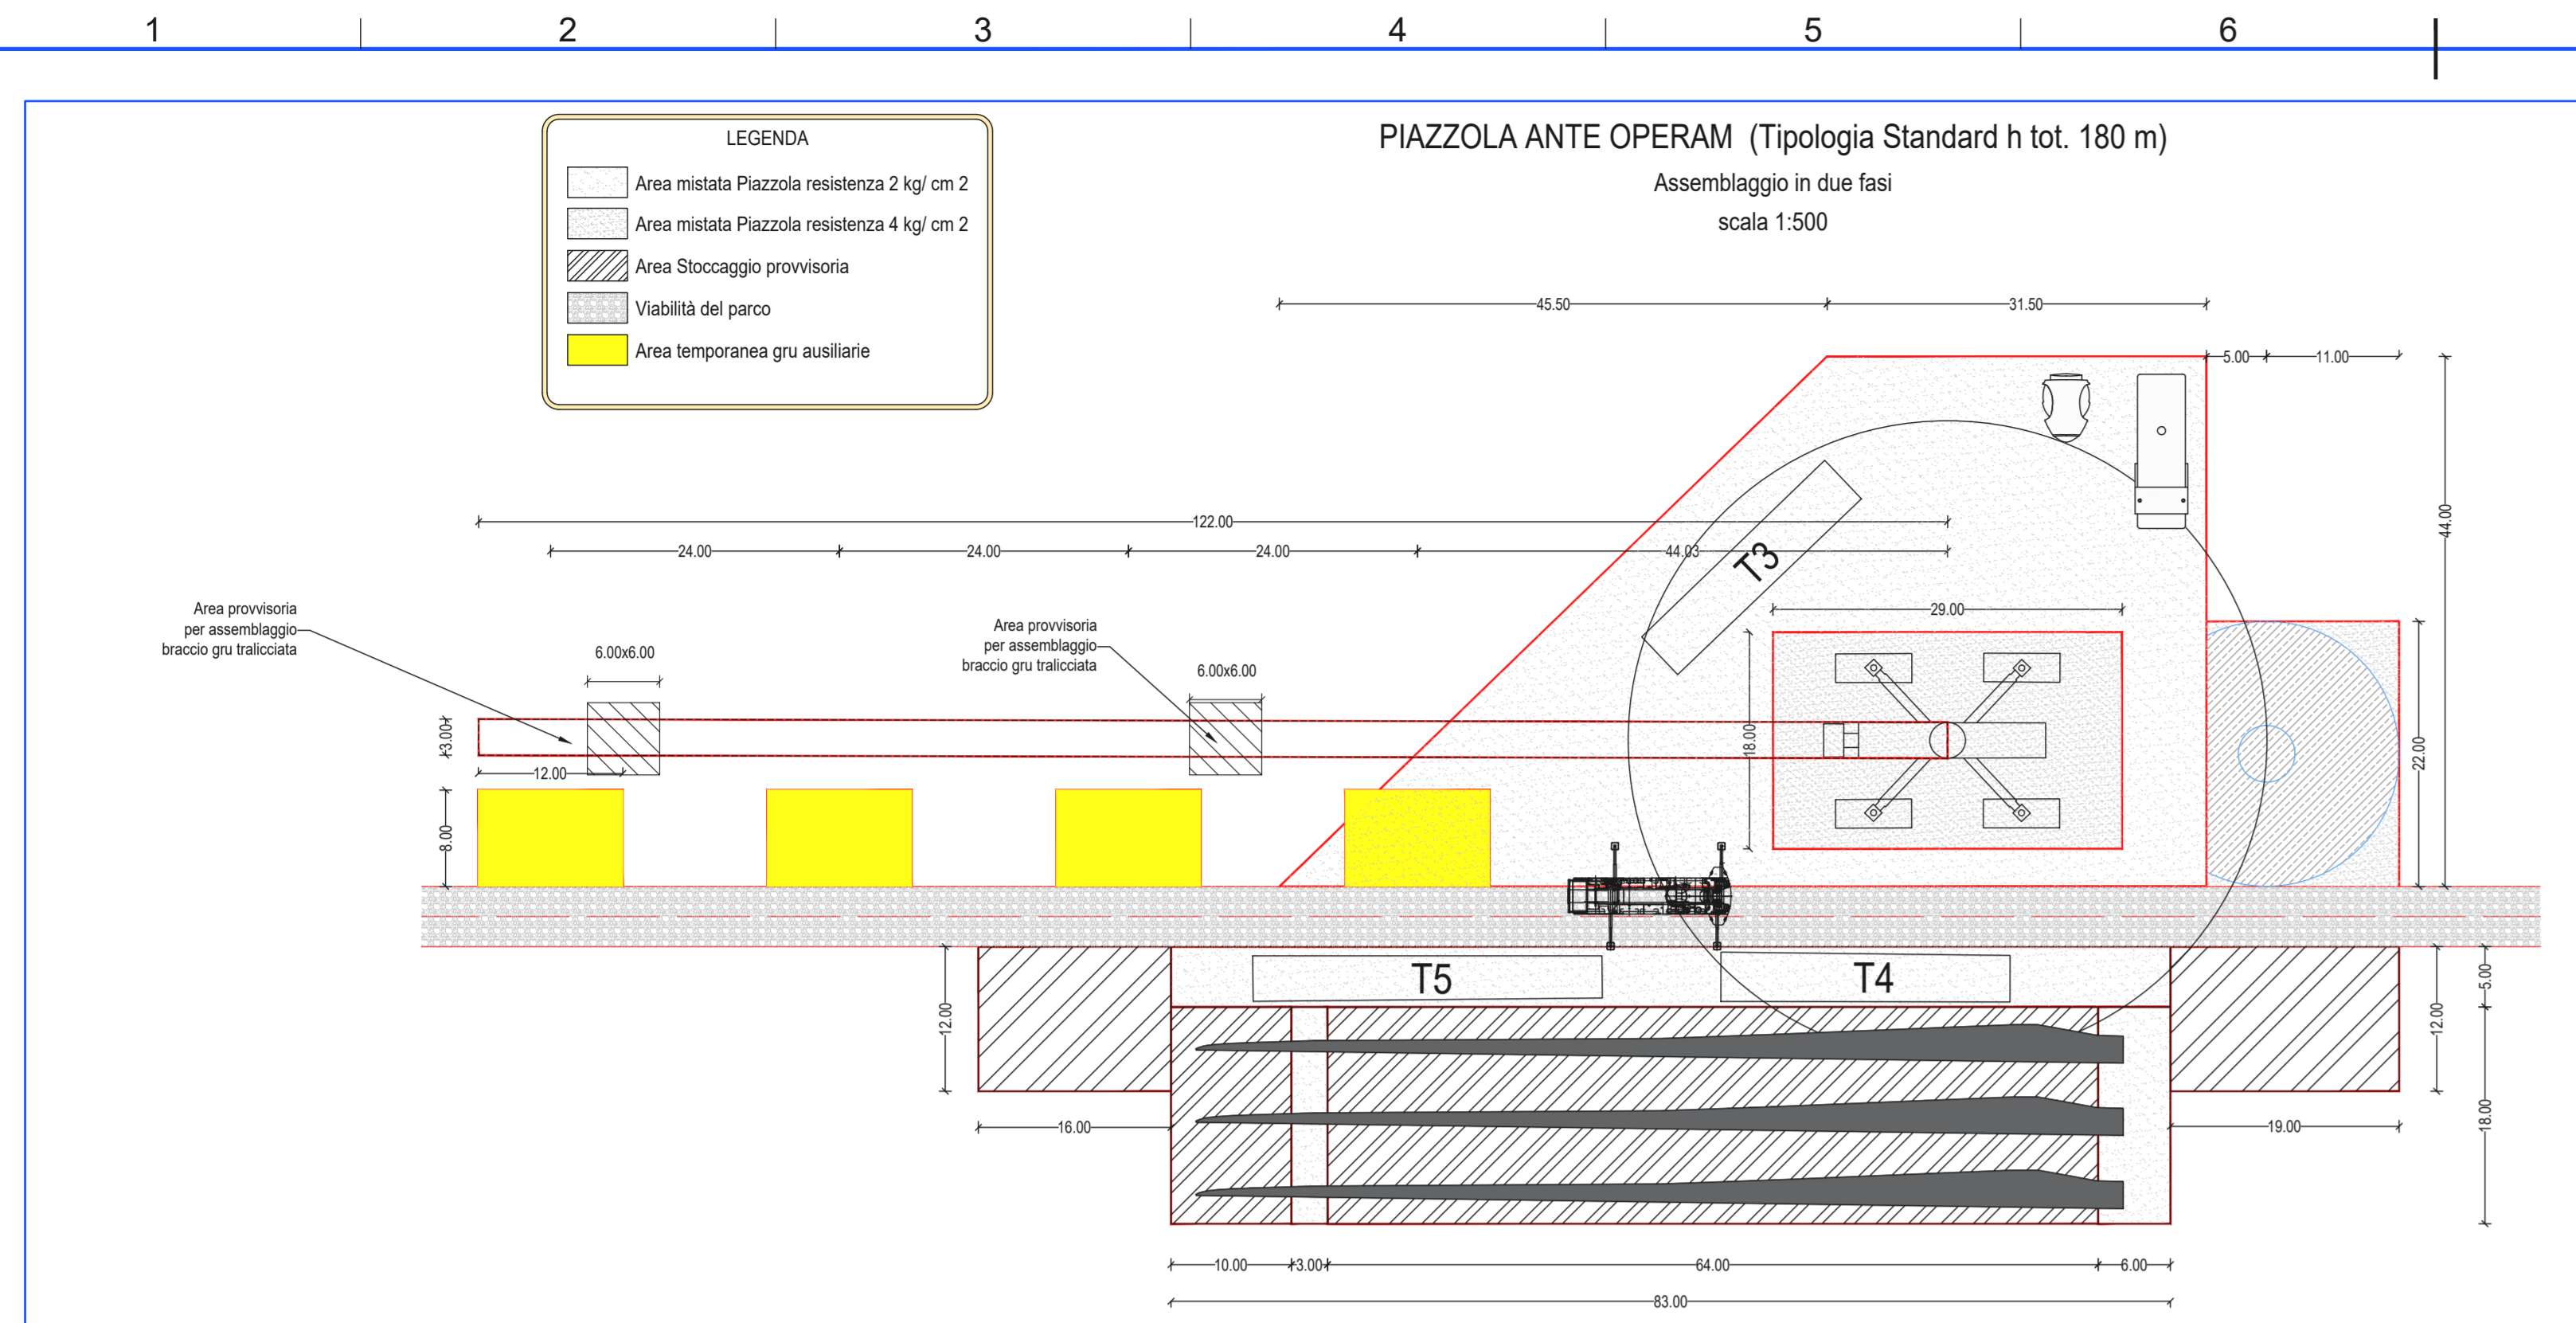 1 2 3 4 5 6
LEGENDA
Area mistata Piazzola resistenza 2 kg/ cm 2
Area mistata Piazzola resistenza 4 kg/ cm 2
Area Stoccaggio provvisoria
Viabilità del parco
Area temporanea gru ausiliarie
PIAZZOLA ANTE OPERAM (Tipologia Standard h tot. 180 m)
Assemblaggio in due fasi
scala 1:500
45.50 31.50
5.00 11.00
44.00
122.00
24.00 24.00 24.00 44.03
T3
Area provvisoria
per assemblaggio
braccio gru tralicciata
6.00x6.00
Area provvisoria
per assemblaggio
braccio gru tralicciata
6.00x6.00
29.00
18.00
22.00
3.00
12.00
8.00
T5 T4
12.00
16.00
5.00
12.00
18.00
19.00
10.00 3.00 64.00 6.00
83.00